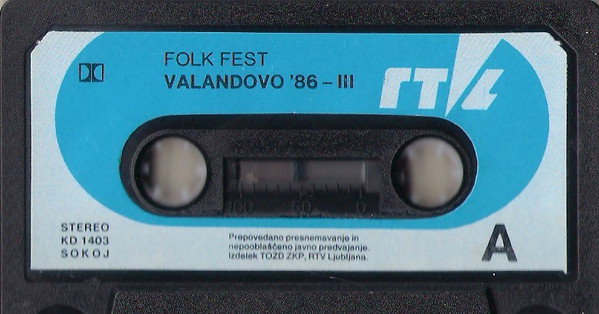 FOLK FEST
VALANDOVO '86 – III
RTVL
STEREO
KD 1403
SOKOJ
100 50 0
Prepovedano presnemavanje in
nepooblaščeno javno predvajanje.
Izdelek TOZD ZKP, RTV Ljubljana.
A